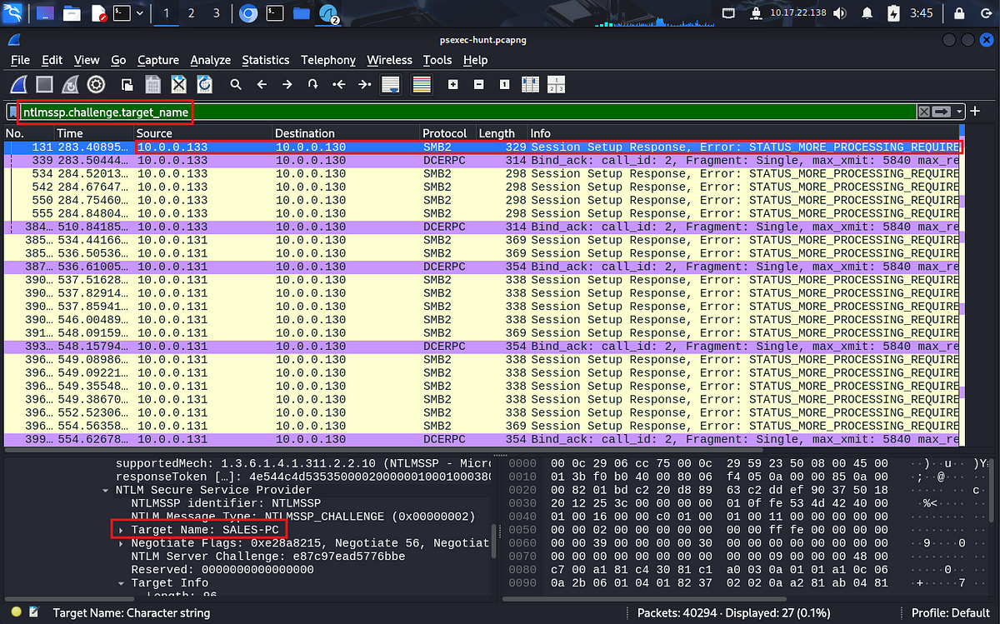 1 2 3 2 10.17.22.138 3:45
psexec-hunt.pcapng
File Edit View Go Capture Analyze Statistics Telephony Wireless Tools Help
ntlmssp.challenge.target_name
No. Time Source Destination Protocol Length Info
131 283.40895… 10.0.0.133 10.0.0.130 SMB2 329 Session Setup Response, Error: STATUS_MORE_PROCESSING_REQUIRE
339 283.50444… 10.0.0.133 10.0.0.130 DCERPC 314 Bind_ack: call_id: 2, Fragment: Single, max_xmit: 5840 max_re
534 284.52013… 10.0.0.133 10.0.0.130 SMB2 298 Session Setup Response, Error: STATUS_MORE_PROCESSING_REQUIRE
542 284.67647… 10.0.0.133 10.0.0.130 SMB2 298 Session Setup Response, Error: STATUS_MORE_PROCESSING_REQUIRE
550 284.75460… 10.0.0.133 10.0.0.130 SMB2 298 Session Setup Response, Error: STATUS_MORE_PROCESSING_REQUIRE
555 284.84804… 10.0.0.133 10.0.0.130 SMB2 298 Session Setup Response, Error: STATUS_MORE_PROCESSING_REQUIRE
384… 510.84185… 10.0.0.133 10.0.0.130 DCERPC 314 Bind_ack: call_id: 2, Fragment: Single, max_xmit: 5840 max_re
385… 534.44166… 10.0.0.131 10.0.0.130 SMB2 369 Session Setup Response, Error: STATUS_MORE_PROCESSING_REQUIRE
385… 536.50536… 10.0.0.131 10.0.0.130 SMB2 369 Session Setup Response, Error: STATUS_MORE_PROCESSING_REQUIRE
387… 536.61005… 10.0.0.131 10.0.0.130 DCERPC 354 Bind_ack: call_id: 2, Fragment: Single, max_xmit: 5840 max_re
390… 537.51628… 10.0.0.131 10.0.0.130 SMB2 338 Session Setup Response, Error: STATUS_MORE_PROCESSING_REQUIRE
390… 537.82914… 10.0.0.131 10.0.0.130 SMB2 338 Session Setup Response, Error: STATUS_MORE_PROCESSING_REQUIRE
390… 537.85941… 10.0.0.131 10.0.0.130 SMB2 338 Session Setup Response, Error: STATUS_MORE_PROCESSING_REQUIRE
390… 546.00489… 10.0.0.131 10.0.0.130 SMB2 338 Session Setup Response, Error: STATUS_MORE_PROCESSING_REQUIRE
391… 548.09159… 10.0.0.131 10.0.0.130 SMB2 369 Session Setup Response, Error: STATUS_MORE_PROCESSING_REQUIRE
393… 548.15794… 10.0.0.131 10.0.0.130 DCERPC 354 Bind_ack: call_id: 2, Fragment: Single, max_xmit: 5840 max_re
396… 549.08986… 10.0.0.131 10.0.0.130 SMB2 338 Session Setup Response, Error: STATUS_MORE_PROCESSING_REQUIRE
396… 549.09221… 10.0.0.131 10.0.0.130 SMB2 338 Session Setup Response, Error: STATUS_MORE_PROCESSING_REQUIRE
396… 549.35548… 10.0.0.131 10.0.0.130 SMB2 338 Session Setup Response, Error: STATUS_MORE_PROCESSING_REQUIRE
396… 549.38670… 10.0.0.131 10.0.0.130 SMB2 338 Session Setup Response, Error: STATUS_MORE_PROCESSING_REQUIRE
396… 552.52306… 10.0.0.131 10.0.0.130 SMB2 338 Session Setup Response, Error: STATUS_MORE_PROCESSING_REQUIRE
396… 554.56358… 10.0.0.131 10.0.0.130 SMB2 338 Session Setup Response, Error: STATUS_MORE_PROCESSING_REQUIRE
399… 554.62678… 10.0.0.131 10.0.0.130 DCERPC 354 Bind_ack: call_id: 2, Fragment: Single, max_xmit: 5840 max_re
supportedMech: 1.3.6.1.4.1.311.2.2.10 (NTLMSSP - Micr
responseToken […]: 4e544c4d53535000020000001000100038
NTLM Secure Service Provider
NTLMSSP identifier: NTLMSSP
NTLM Message Type: NTLMSSP_CHALLENGE (0x00000002)
Target Name: SALES-PC
Negotiate Flags: 0xe28a8215, Negotiate 56, Negotiat
NTLM Server Challenge: e87c97ead5776bbe
Reserved: 0000000000000000
Target Info
Length: 96
0000 00 0c 29 06 cc 75 00 0c 29 59 23 50 08 00 45 00 ··)··u·· )Y
0010 01 3b f0 b0 40 00 80 06 f4 05 0a 00 00 85 0a 00 ·;··@···
0020 00 82 01 bd c2 20 d8 89 63 c2 dd ef 90 37 50 18 c
0030 20 12 25 3c 00 00 00 00 01 0f fe 53 4d 42 40 00 %<
0040 01 00 16 00 00 c0 01 00 01 00 11 00 00 00 00 00
0050 00 00 02 00 00 00 00 00 00 00 ff fe 00 00 00 00
0060 00 00 39 00 00 00 00 30 00 00 00 00 00 00 00 00 9 0
0070 00 00 00 00 00 00 00 00 00 00 09 00 00 00 48 00
0080 c7 00 a1 81 c4 30 81 c1 a0 03 0a 01 01 a1 0c 06 0
0090 0a 2b 06 01 04 01 82 37 02 02 0a a2 81 ab 04 81 + 7
Target Name: Character string Packets: 40294 · Displayed: 27 (0.1%) Profile: Default